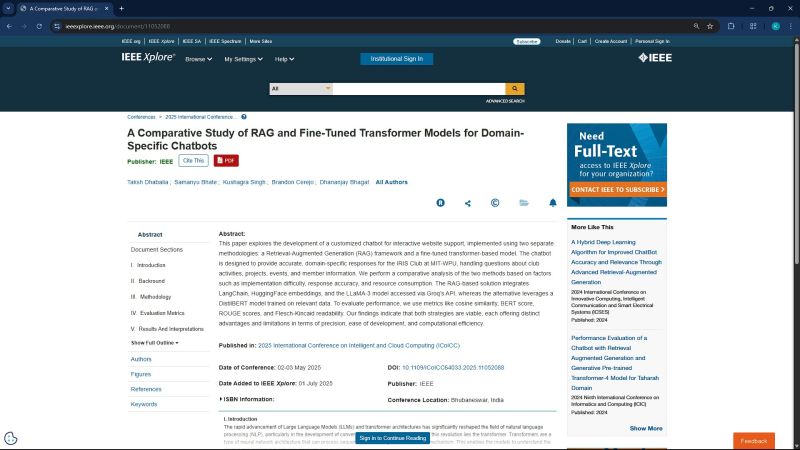 A Comparative Study of RAG a
ieeexplore.ieee.org/document/11052088
IEEE.org | IEEE Xplore | IEEE SA | IEEE Spectrum | More Sites
Subscribe
Donate | Cart | Create Account | Personal Sign In
IEEE Xplore®
Browse
My Settings
Help
Institutional Sign In
IEEE
All
ADVANCED SEARCH
Conferences > 2025 International Conference...
A Comparative Study of RAG and Fine-Tuned Transformer Models for Domain-
Specific Chatbots
Publisher: IEEE
Cite This
PDF
Taksh Dhabalia ; Samanyu Bhate ; Kushagra Singh ; Brandon Cerejo ; Dhananjay Bhagat All Authors
Abstract
Document Sections
I. Introduction
II. Background
III. Methodology
IV. Evaluation Metrics
V. Results And Interpretations
Show Full Outline
Authors
Figures
References
Keywords
Abstract:
This paper explores the development of a customized chatbot for interactive website support, implemented using two separate
methodologies: a Retrieval-Augmented Generation (RAG) framework and a fine-tuned transformer-based model. The chatbot
is designed to provide accurate, domain-specific responses for the IRIS Club at MIT-WPU, handling questions about club
activities, projects, events, and member information. We perform a comparative analysis of the two methods based on factors
such as implementation difficulty, response accuracy, and resource consumption. The RAG-based solution integrates
LangChain, HuggingFace embeddings, and the LLaMA-3 model accessed via Groq's API, whereas the alternative leverages a
DistilBERT model trained on relevant data. To evaluate performance, we use metrics like cosine similarity, BERT score,
ROUGE scores, and Flesch-Kincaid readability. Our findings indicate that both strategies are viable, each offering distinct
advantages and limitations in terms of precision, ease of development, and computational efficiency.
Published in: 2025 International Conference on Intelligent and Cloud Computing (ICoICC)
Date of Conference: 02-03 May 2025
DOI: 10.1109/ICoICC64033.2025.11052088
Date Added to IEEE Xplore: 01 July 2025
Publisher: IEEE
ISBN Information:
Conference Location: Bhubaneswar, India
I. Introduction
The rapid advancement of Large Language Models (LLMs) and transformer architectures has significantly reshaped the field of natural language
processing (NLP), particularly in the development of
this revolution lies the transformer. Transformers are a
type of neural network architecture that can process
mechanism. This enables the models to understand the
Sign in to Continue Reading
Need
Full-Text
access to IEEE Xplore
for your organization?
CONTACT IEEE TO SUBSCRIBE >
More Like This
A Hybrid Deep Learning
Algorithm for Improved ChatBot
Accuracy and Relevance Through
Advanced Retrieval-Augmented
Generation
2024 International Conference on
Innovative Computing, Intelligent
Communication and Smart Electrical
Systems (ICSES)
Published: 2024
Performance Evaluation of a
Chatbot with Retrieval
Augmented Generation and
Generative Pre-trained
Transformer-4 Model for Taharah
Domain
2024 Ninth International Conference on
Informatics and Computing (ICIC)
Published: 2024
Show More
Feedback